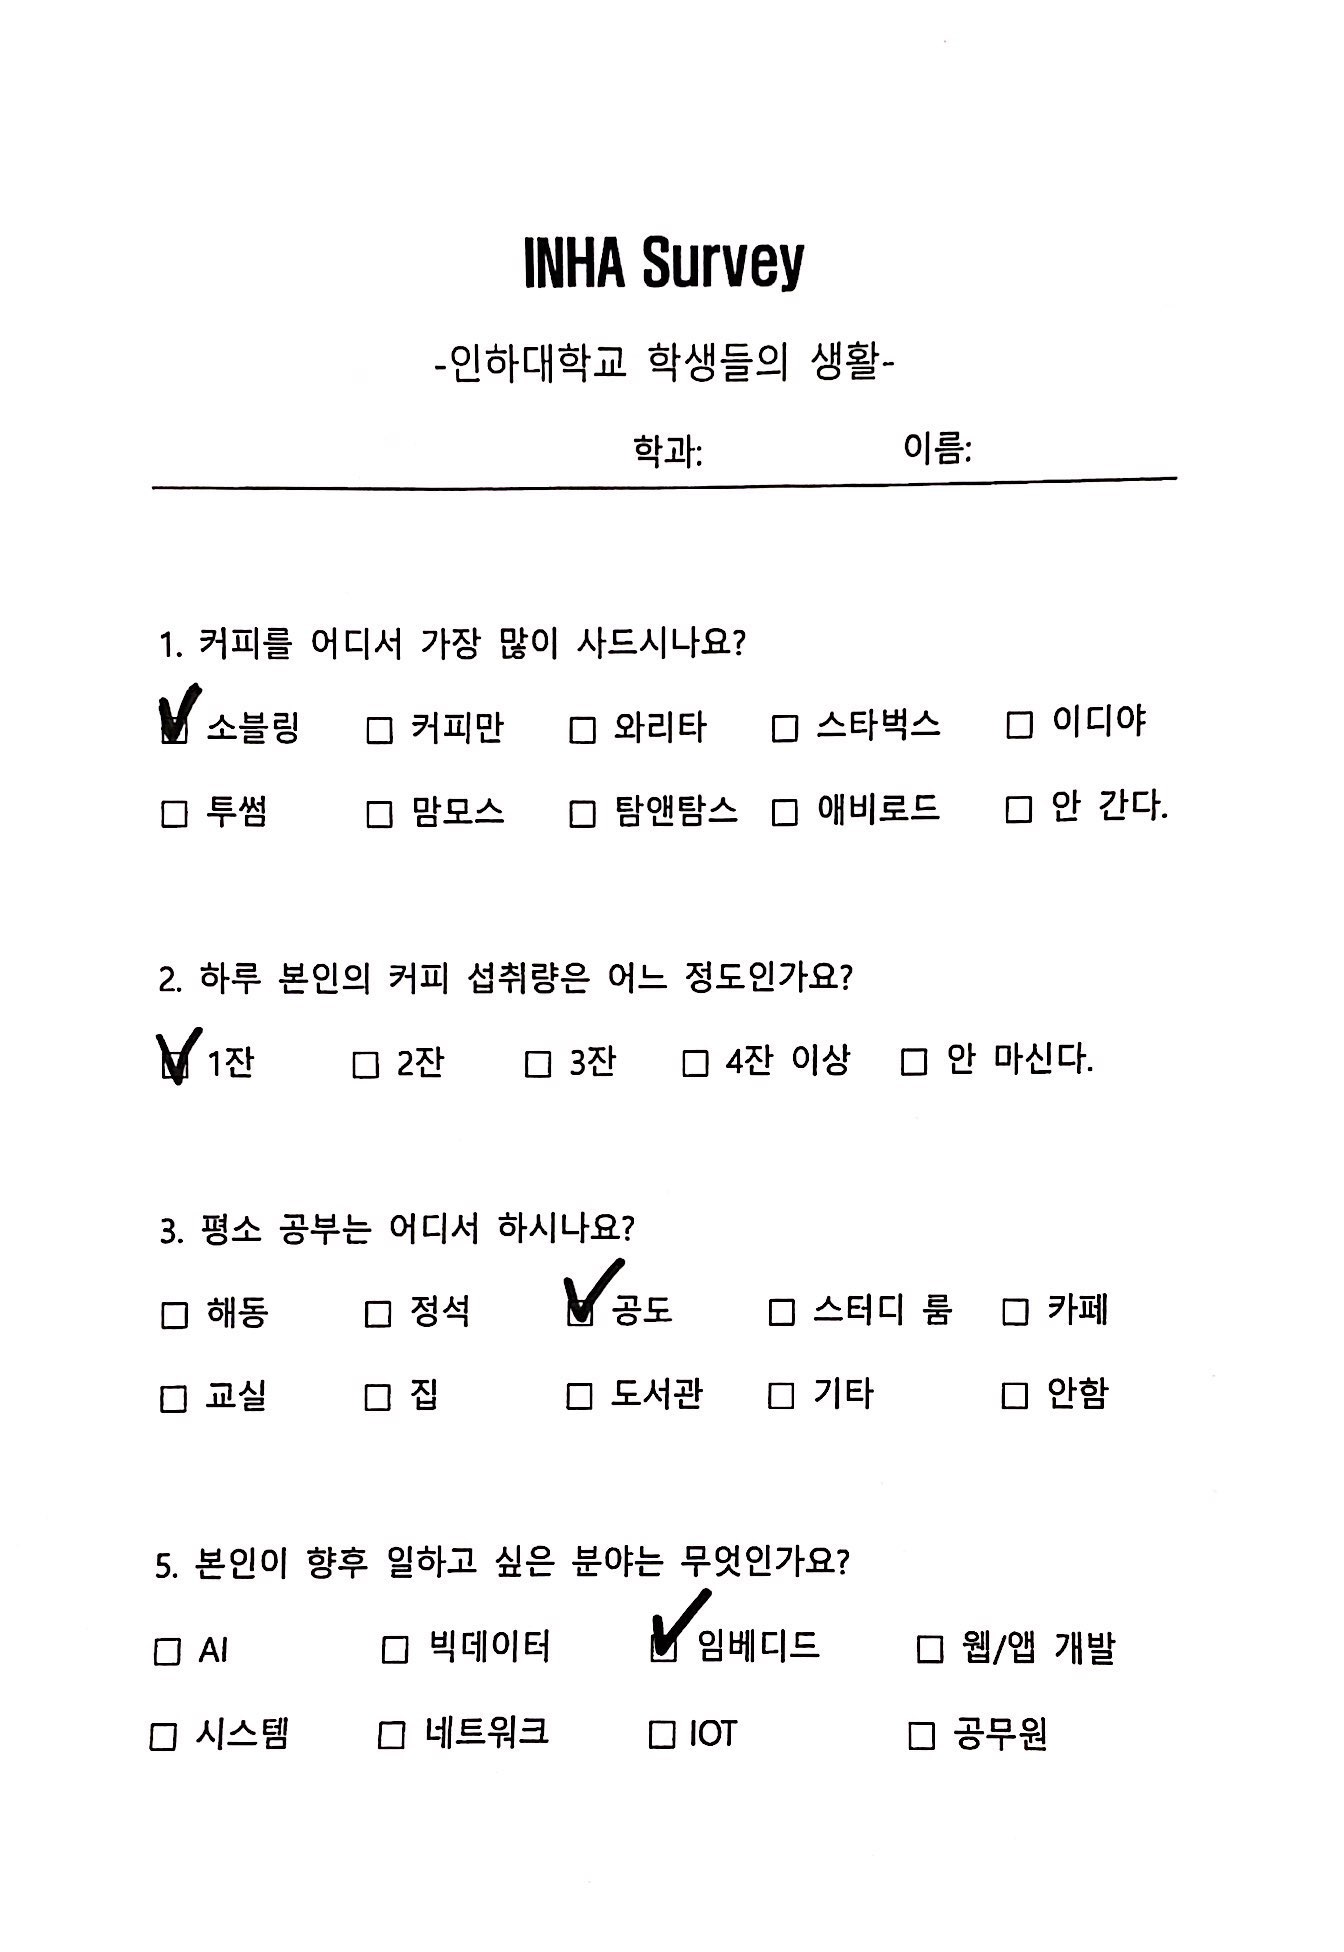 INHA Survey
-인하대학교 학생들의 생활-
학과: 이름:
1. 커피를 어디서 가장 많이 사드시나요?
☑ 소블링 ☐ 커피만 ☐ 와리타 ☐ 스타벅스 ☐ 이디야
☐ 투썸 ☐ 맘모스 ☐ 탐앤탐스 ☐ 애비로드 ☐ 안 간다.
2. 하루 본인의 커피 섭취량은 어느 정도인가요?
☑ 1잔 ☐ 2잔 ☐ 3잔 ☐ 4잔 이상 ☐ 안 마신다.
3. 평소 공부는 어디서 하시나요?
☐ 해동 ☐ 정석 ☑ 공도 ☐ 스터디 룸 ☐ 카페
☐ 교실 ☐ 집 ☐ 도서관 ☐ 기타 ☐ 안함
5. 본인이 향후 일하고 싶은 분야는 무엇인가요?
☐ AI ☐ 빅데이터 ☑ 임베디드 ☐ 웹/앱 개발
☐ 시스템 ☐ 네트워크 ☐ IOT ☐ 공무원